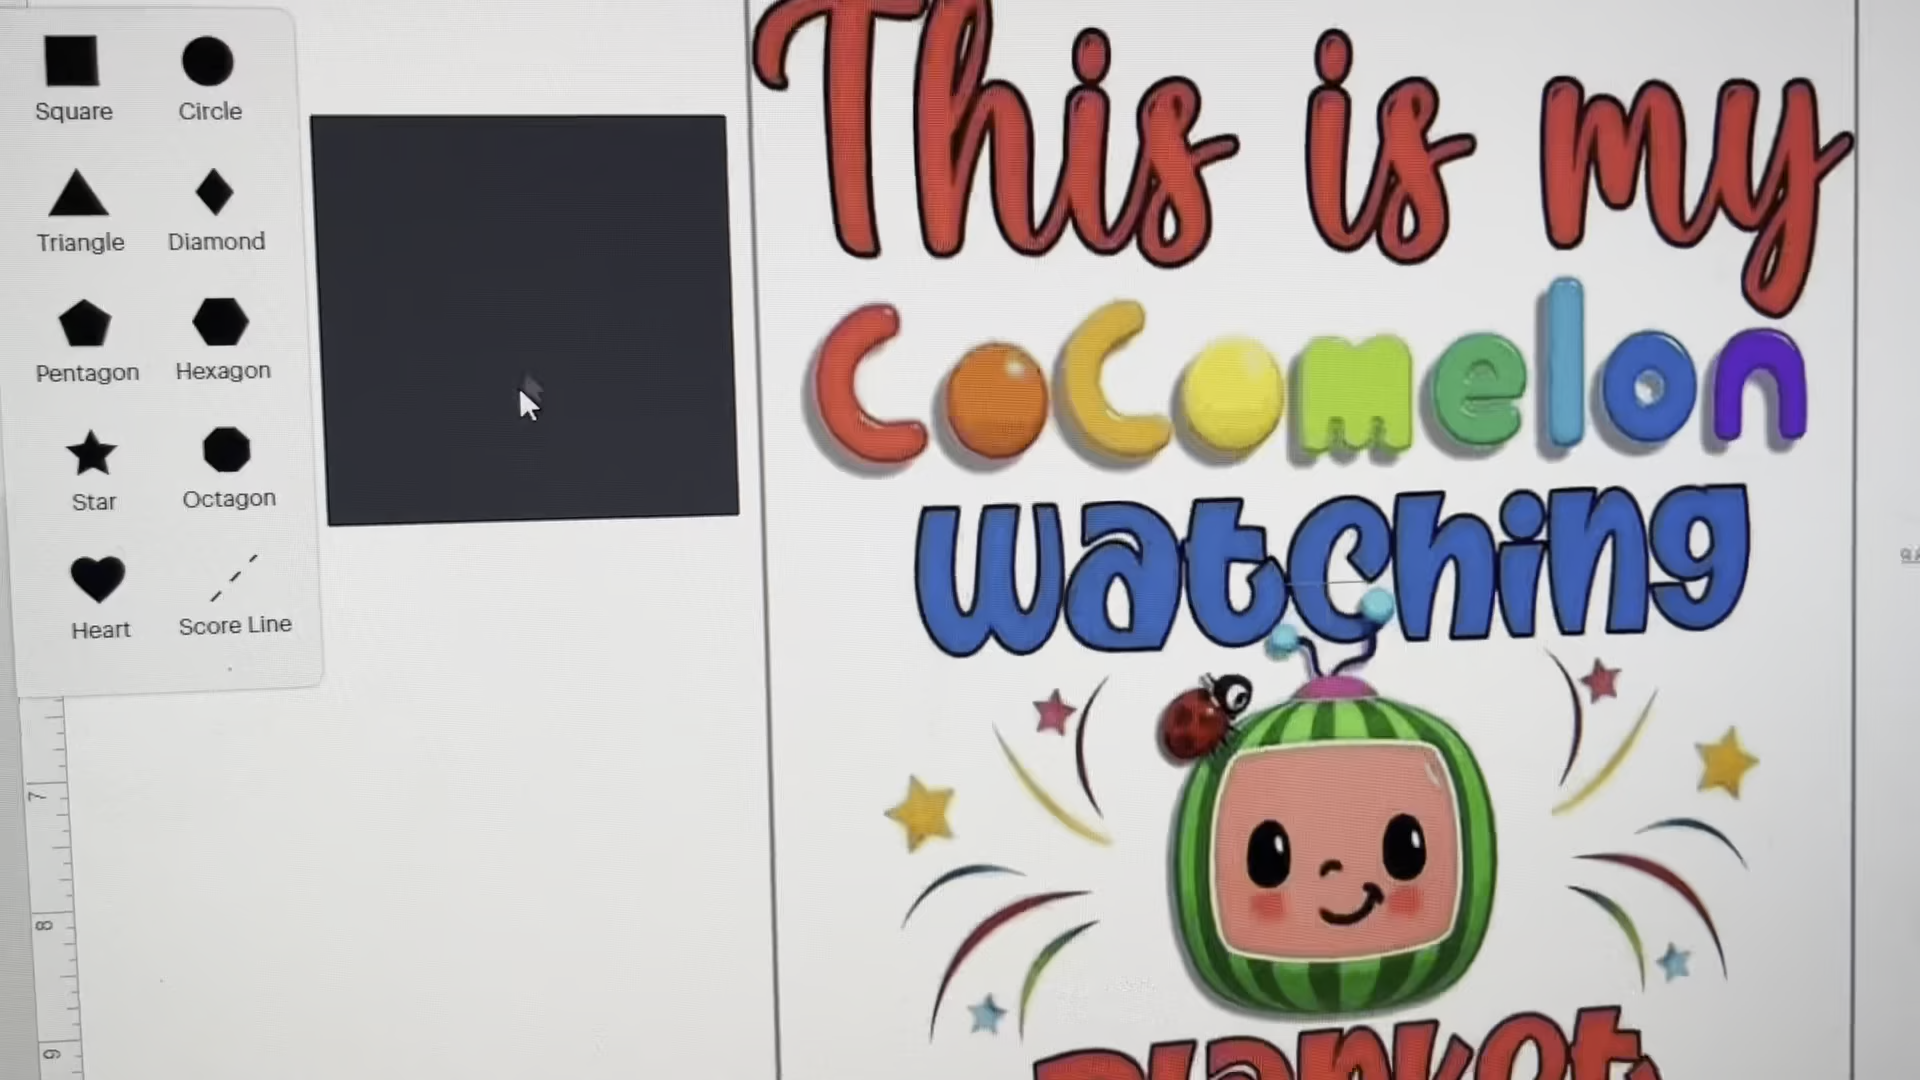 Square Circle
Triangle Diamond
Pentagon Hexagon
Star Octagon
Heart Score Line
7
8
9
This is my
CoComelon
watching
Blanket